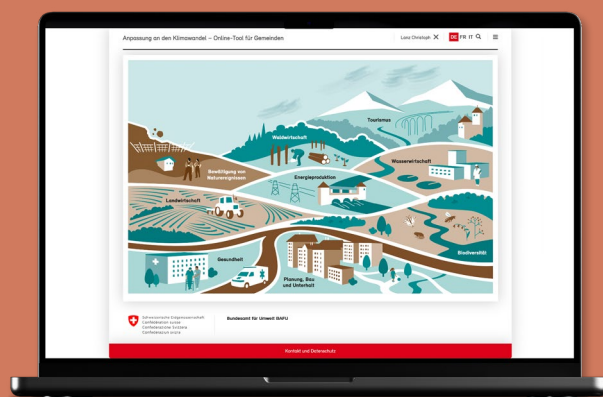 Anpassung an den Klimawandel – Online-Tool für Gemeinden
Lanz Christoph X DE FR IT
Tourismus
Waldwirtschaft
Wasserwirtschaft
Bewältigung von
Naturereignissen
Energieproduktion
Landwirtschaft
Biodiversität
Gesundheit
Planung, Bau
und Unterhalt
Schweizerische Eidgenossenschaft
Confédération suisse
Confederazione Svizzera
Confederaziun svizra
Bundesamt für Umwelt BAFU
Kontakt und Datenschutz